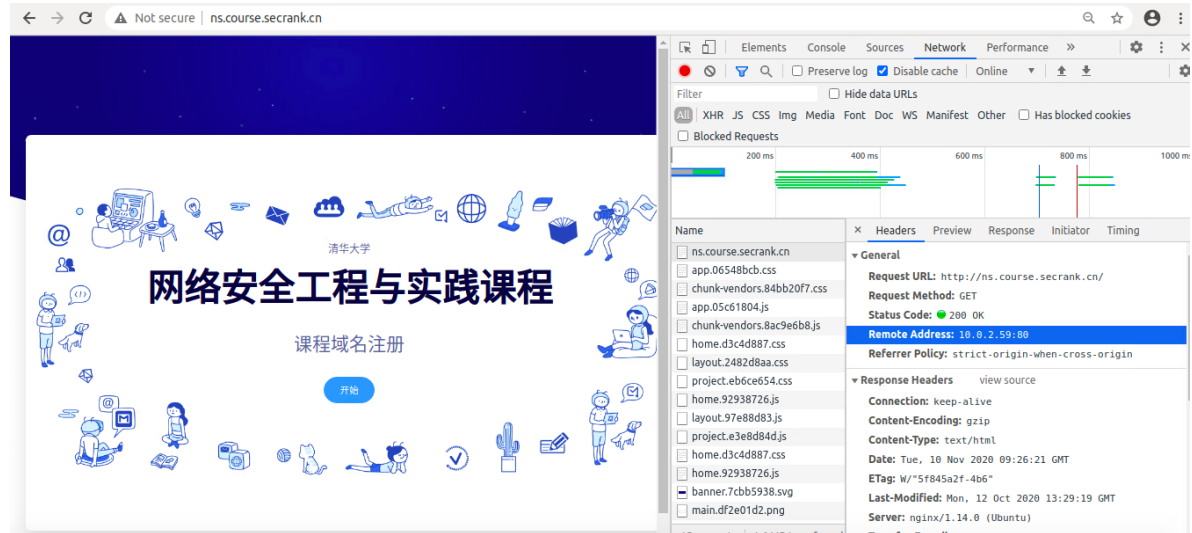 Not secure | ns.course.secrank.cn
Elements Console Sources Network Performance »
Preserve log Disable cache Online
Filter Hide data URLs
All XHR JS CSS Img Media Font Doc WS Manifest Other Has blocked cookies
Blocked Requests
200 ms 400 ms 600 ms 800 ms 1000 ms
清华大学
网络安全工程与实践课程
课程域名注册
开始
Name
ns.course.secrank.cn
app.06548bcb.css
chunk-vendors.84bb20f7.css
app.05c61804.js
chunk-vendors.8ac9e6b8.js
home.d3c4d887.css
layout.2482d8aa.css
project.eb6ce654.css
home.92938726.js
layout.97e88d83.js
project.e3e8d84d.js
home.d3c4d887.css
home.92938726.js
banner.7cbb5938.svg
main.df2e01d2.png
× Headers Preview Response Initiator Timing
General
Request URL: http://ns.course.secrank.cn/
Request Method: GET
Status Code: 200 OK
Remote Address: 10.0.2.59:80
Referrer Policy: strict-origin-when-cross-origin
Response Headers view source
Connection: keep-alive
Content-Encoding: gzip
Content-Type: text/html
Date: Tue, 10 Nov 2020 09:26:21 GMT
ETag: W/"5f845a2f-4b6"
Last-Modified: Mon, 12 Oct 2020 13:29:19 GMT
Server: nginx/1.14.0 (Ubuntu)